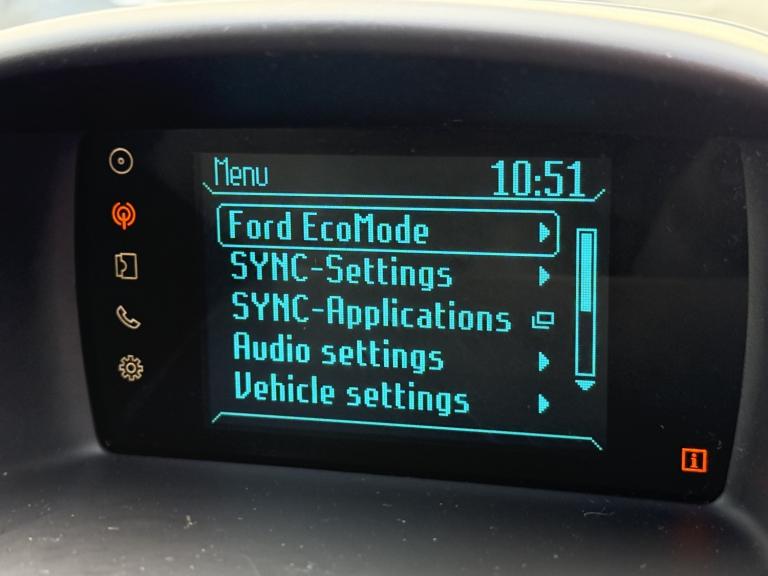 Menu 10:51
Ford EcoMode
SYNC-Settings
SYNC-Applications
Audio settings
Vehicle settings
i